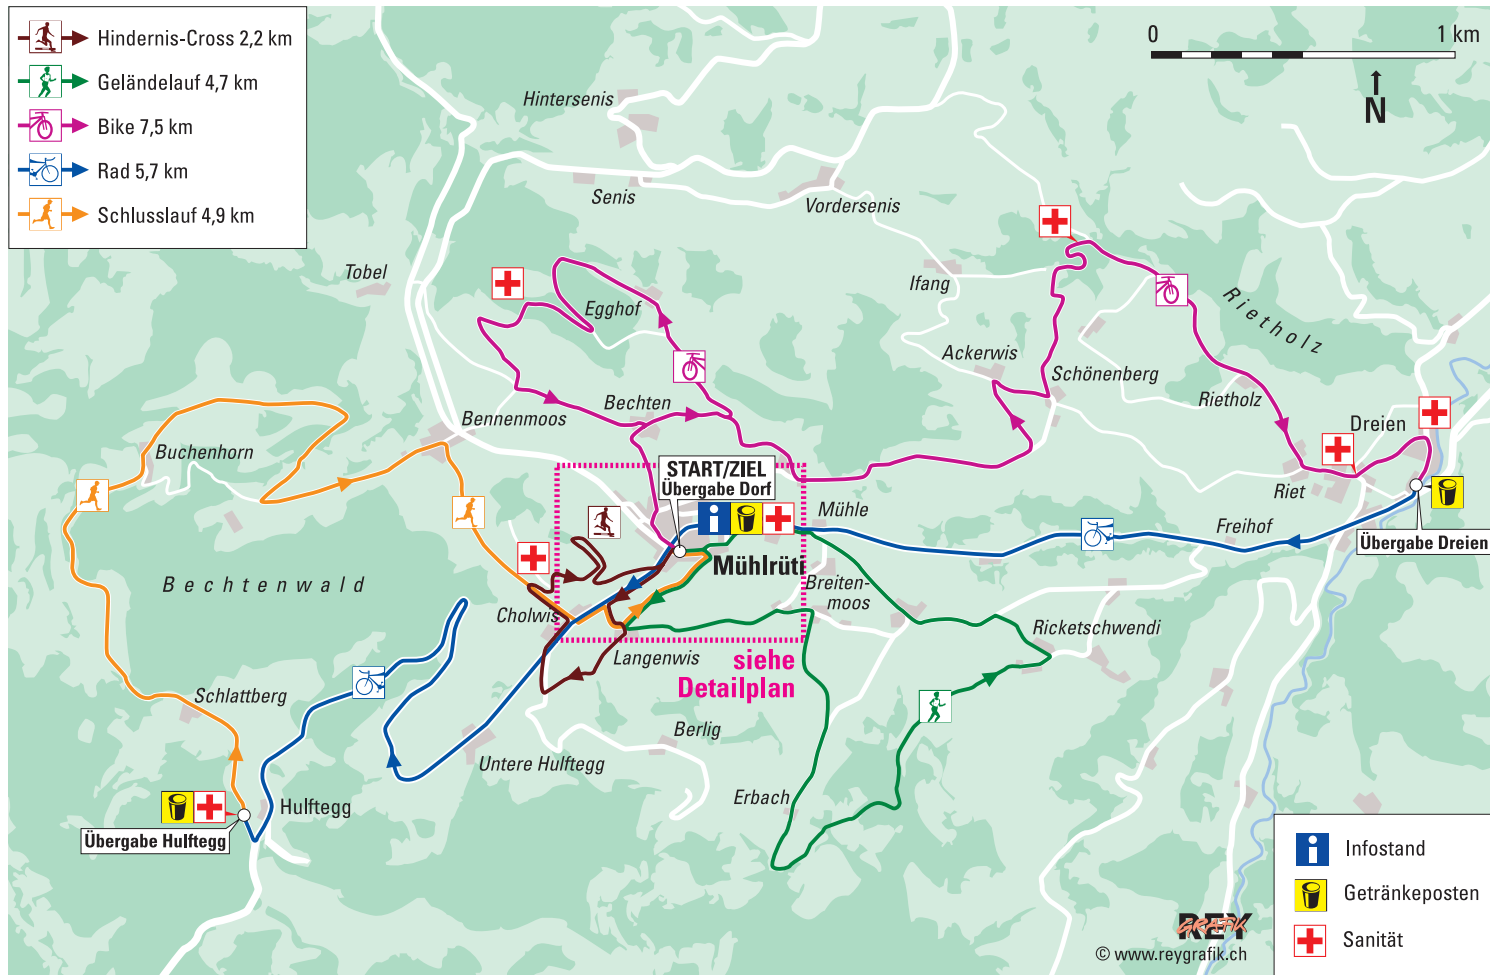 Hindernis-Cross 2,2 km
Geländelauf 4,7 km
Bike 7,5 km
Rad 5,7 km
Schlusslauf 4,9 km
0 1 km
N
Hintersenis
Senis
Vordersenis
Tobel
Ifang
Egghof
Rietholz
Ackerwis
Schönenberg
Rietholz
Bennenmoos
Bechten
Dreien
Buchenhorn
START/ZIEL
Übergabe Dorf
Riet
Mühle
Freihof
Übergabe Dreien
Mühlrüti
Bechtenwald
Breiten-
moos
Cholwis
Ricketschwendi
Langenwis
siehe
Detailplan
Schlattberg
Berlig
Untere Hulftegg
Erbach
Hulftegg
Übergabe Hulftegg
Infostand
Getränkeposten
Sanität
REY
GRAFIK
© www.reygrafik.ch